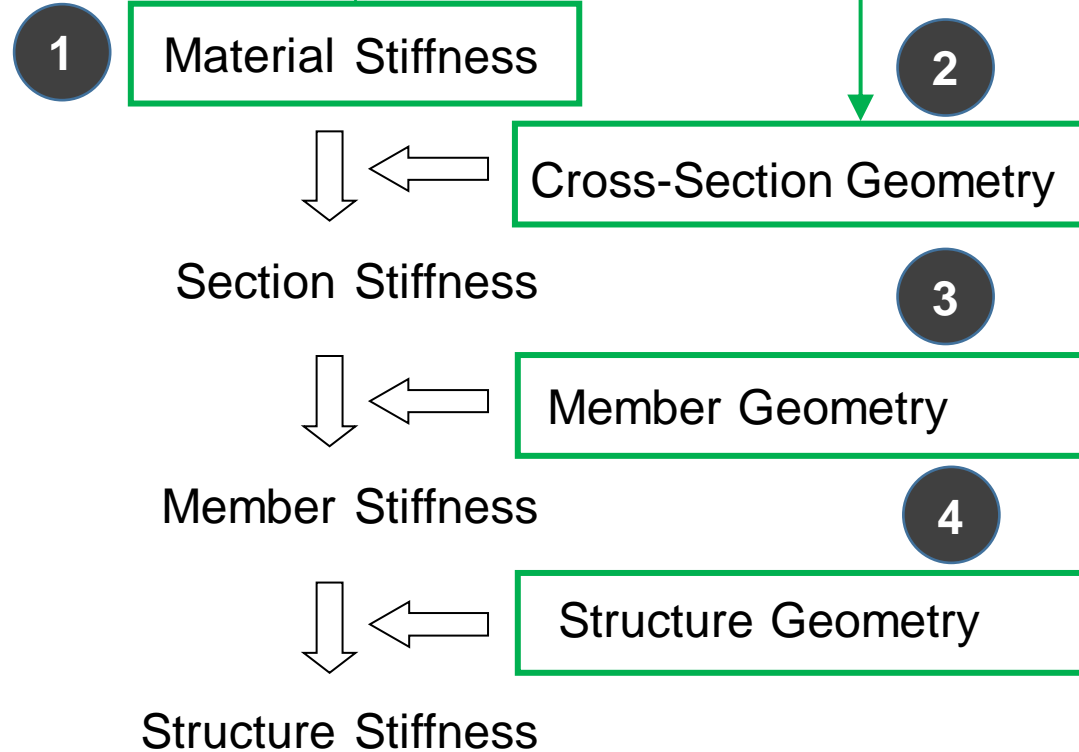 1
Material Stiffness
2
Cross-Section Geometry
Section Stiffness
3
Member Geometry
Member Stiffness
4
Structure Geometry
Structure Stiffness